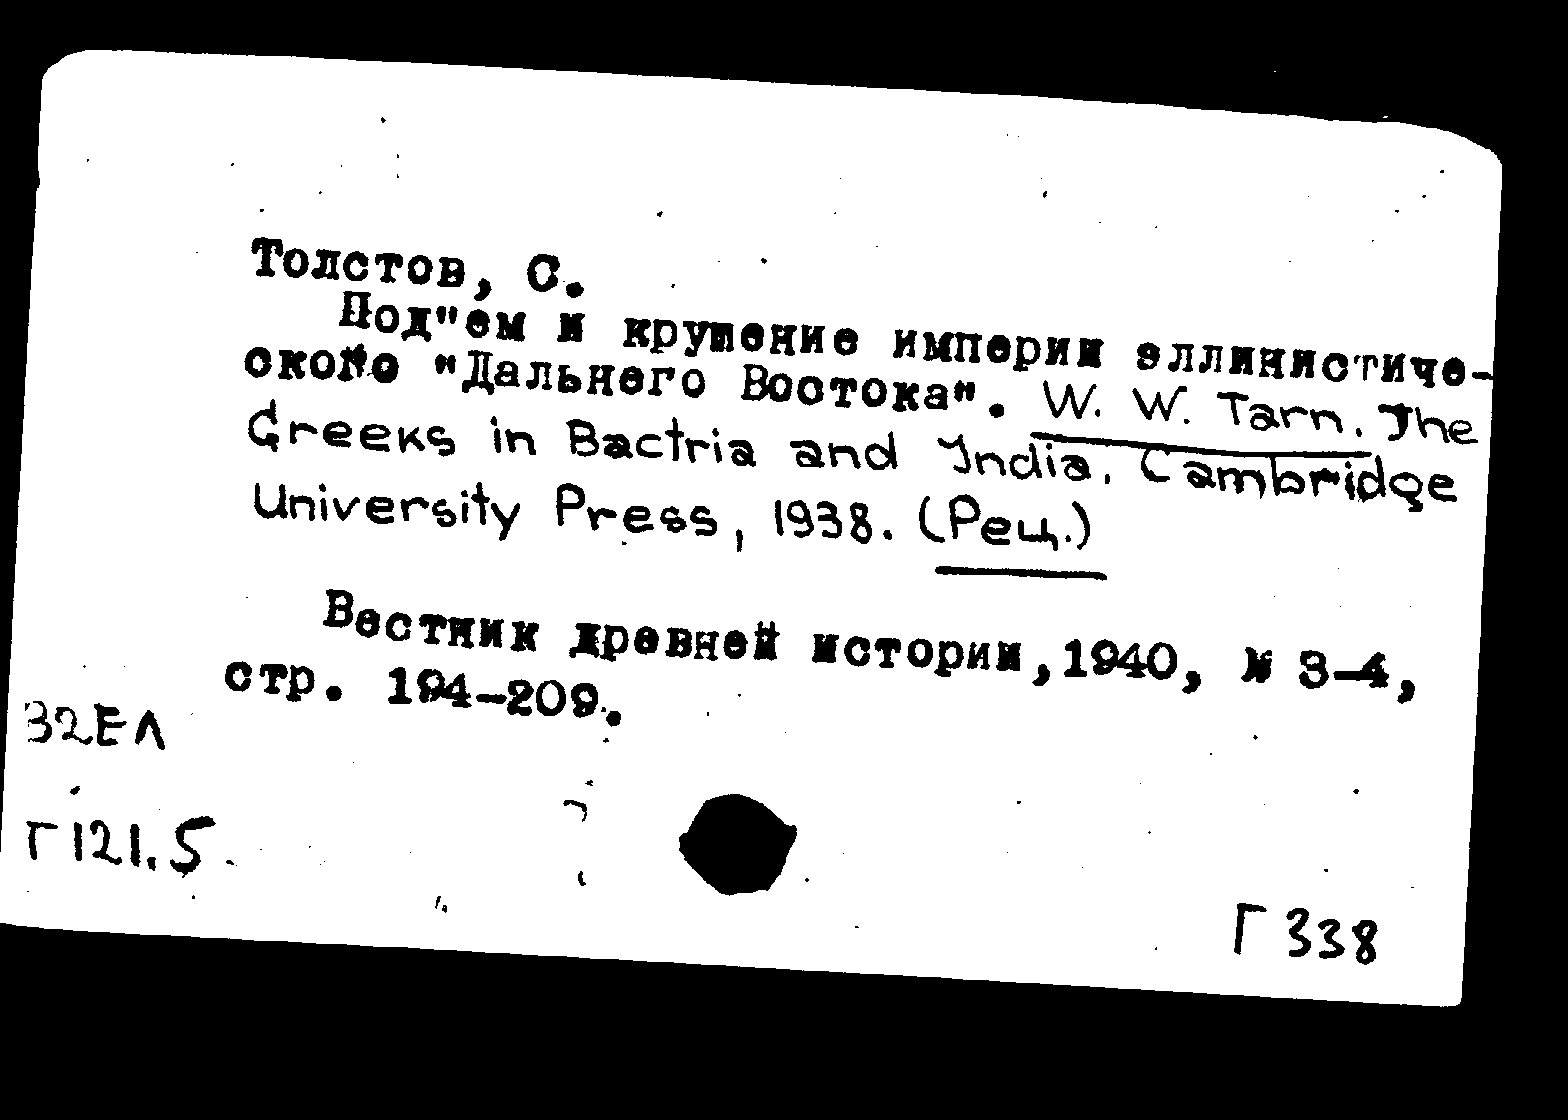 Толстов, С.
Под"ем и крушение империи эллинистиче-
ского "Дальнего Востока". W. W. Tarn. The
Greeks in Bactria and India. Cambridge
University Press, 1938. (Рец.)
Вестник древней истории, 1940, № 3-4,
стр. 194-209.
32ЕЛ
Г121.5
Г338